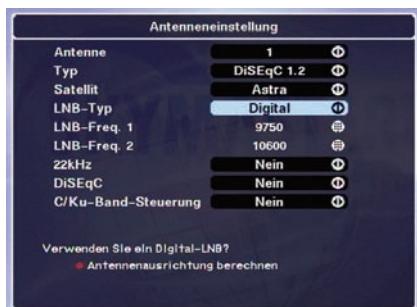 Antenneneinstellung
Antenne 1
Typ DiSEqC 1.2
Satellit Astra
LNB-Typ Digital
LNB-Freq. 1 9750
LNB-Freq. 2 10600
22kHz Nein
DiSEqC Nein
C/Ku-Band-Steuerung Nein
Verwenden Sie ein Digital-LNB?
Antennenausrichtung berechnen